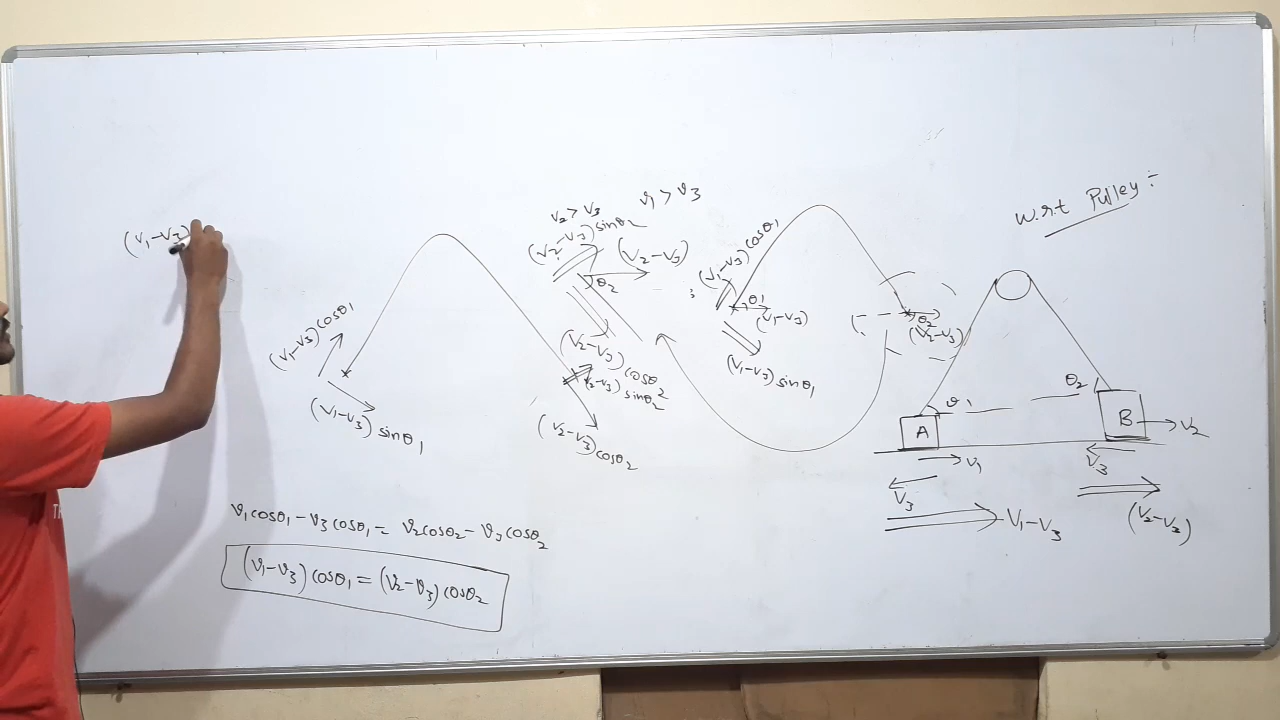 (V₁-V₃)
(V₁-V₃) cosθ₁
(V₁-V₃) sinθ₁
V₂ > V₃
V₁ > V₃
(V₂-V₃) sinθ₂
(V₂-V₃)
θ₂
(V₂-V₃) cosθ₂
V₂-V₃) sinθ₂
(V₂-V₃) cosθ₂
;
(V₁-V₃) cosθ₁
θ₁
(V₁-V₃)
(V₁-V₃) sinθ₁
θ₂
(V₂-V₃)
w.r.t Pulley :-
θ₁
θ₂
A
B
V₂
V₁
V₃
V₃
V₁-V₃
(V₂-V₃)
V₁cosθ₁ - V₃cosθ₁ = V₂cosθ₂ - V₃cosθ₂
(V₁-V₃) cosθ₁ = (V₂-V₃) cosθ₂